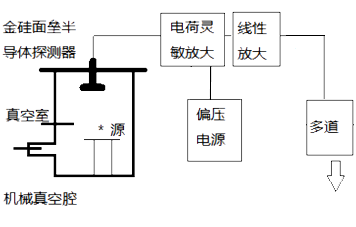 金硅面垒半
导体探测器
电荷灵
敏放大
线性
放大
真空室
* 源
偏压
电源
多道
机械真空腔